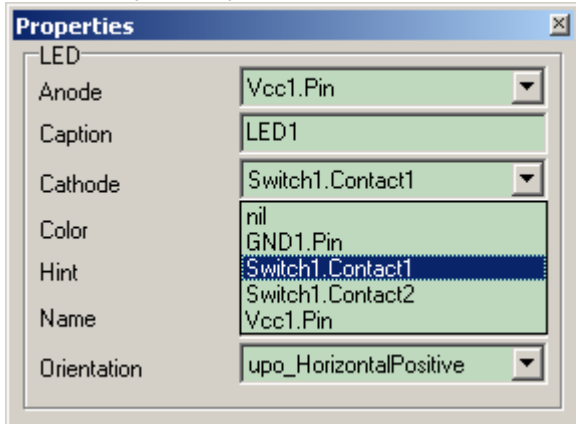 Properties
LED
Anode Vcc1.Pin
Caption LED1
Cathode Switch1.Contact1
Color nil
GND1.Pin
Hint Switch1.Contact1
Switch1.Contact2
Name Vcc1.Pin
Orientation upo_HorizontalPositive